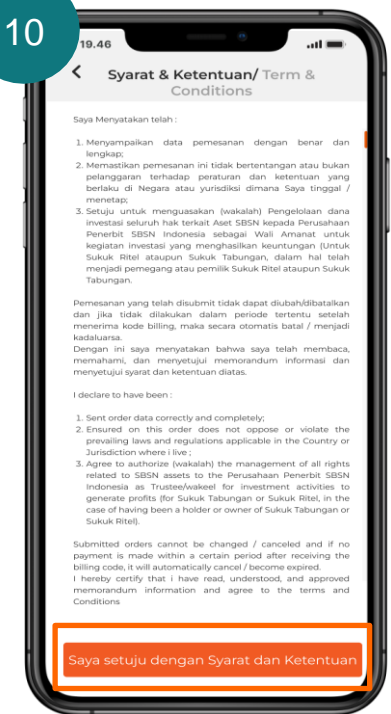 10
19.46
Syarat & Ketentuan/ Term &
Conditions
Saya Menyatakan telah :
1. Menyampaikan data pemesanan dengan benar dan
lengkap;
2. Memastikan pemesanan ini tidak bertentangan atau bukan
pelanggaran terhadap peraturan dan ketentuan yang
berlaku di Negara atau yurisdiksi dimana Saya tinggal /
menetap;
3. Setuju untuk menguasakan (wakalah) Pengelolaan dana
investasi seluruh hak terkait Aset SBSN kepada Perusahaan
Penerbit SBSN Indonesia sebagai Wali Amanat untuk
kegiatan investasi yang menghasilkan keuntungan (Untuk
Sukuk Ritel ataupun Sukuk Tabungan, dalam hal telah
menjadi pemegang atau pemilik Sukuk Ritel ataupun Sukuk
Tabungan.
Pemesanan yang telah disubmit tidak dapat diubah/dibatalkan
dan jika tidak dilakukan dalam periode tertentu setelah
menerima kode billing, maka secara otomatis batal / menjadi
kadaluarsa.
Dengan ini saya menyatakan bahwa saya telah membaca,
memahami, dan menyetujui memorandum informasi dan
menyetujui syarat dan ketentuan diatas.
I declare to have been :
1. Sent order data correctly and completely;
2. Ensured on this order does not oppose or violate the
prevailing laws and regulations applicable in the Country or
Jurisdiction where i live ;
3. Agree to authorize (wakalah) the management of all rights
related to SBSN assets to the Perusahaan Penerbit SBSN
Indonesia as Trustee/wakeel for investment activities to
generate profits (for Sukuk Tabungan or Sukuk Ritel, in the
case of having been a holder or owner of Sukuk Tabungan or
Sukuk Ritel).
Submitted orders cannot be changed / canceled and if no
payment is made within a certain period after receiving the
billing code, it will automatically cancel / become expired.
I hereby certify that i have read, understood, and approved
memorandum information and agree to the terms and
Conditions
Saya setuju dengan Syarat dan Ketentuan